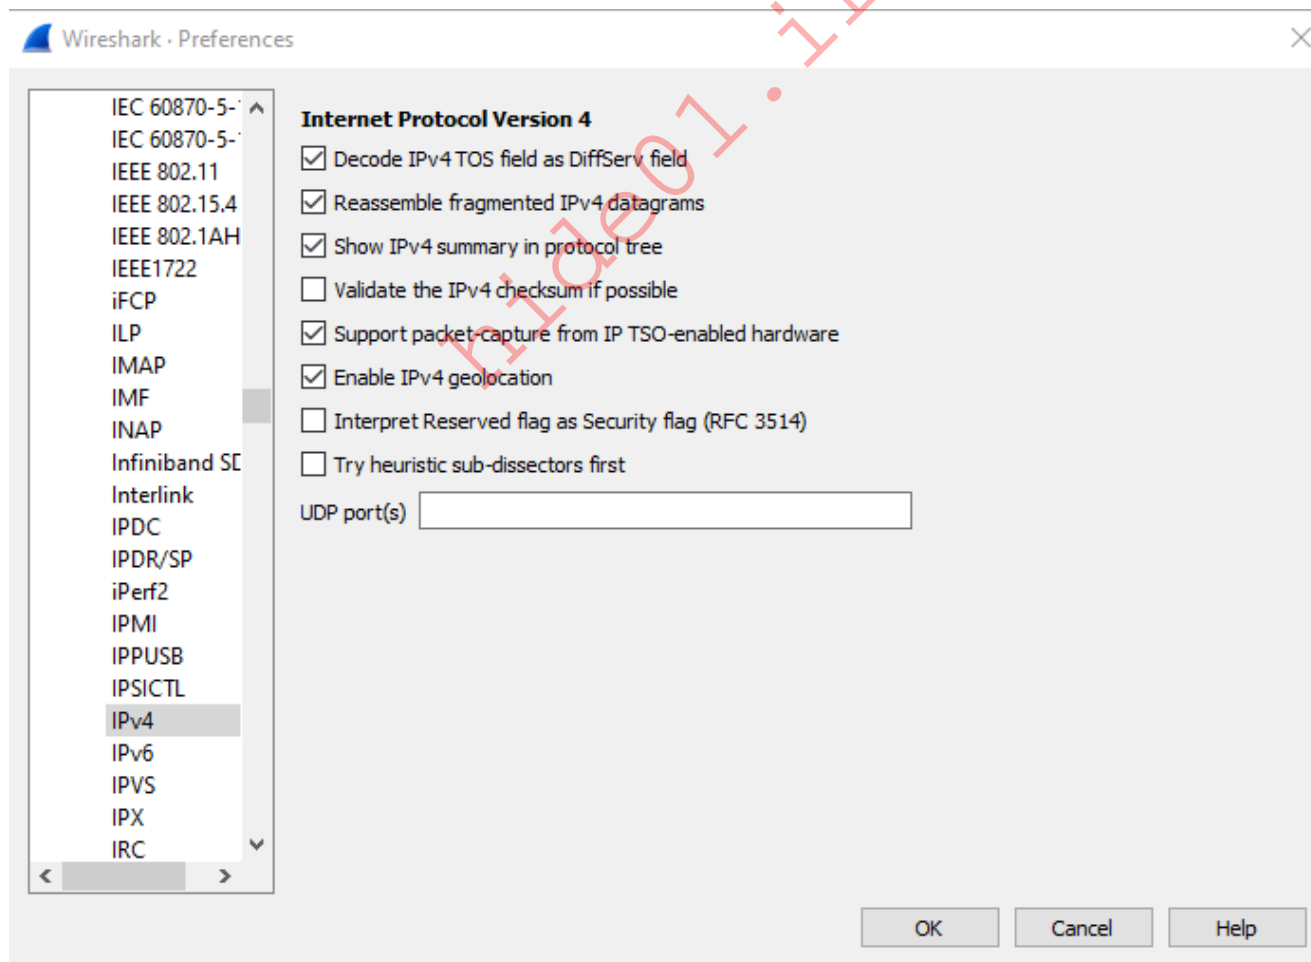 Wireshark · Preferences
IEC 60870-5-
IEC 60870-5-
IEEE 802.11
IEEE 802.15.4
IEEE 802.1AH
IEEE1722
iFCP
ILP
IMAP
IMF
INAP
Infiniband SD
Interlink
IPDC
IPDR/SP
iPerf2
IPMI
IPPUSB
IPSICTL
IPv4
IPv6
IPVS
IPX
IRC
Internet Protocol Version 4
Decode IPv4 TOS field as DiffServ field
Reassemble fragmented IPv4 datagrams
Show IPv4 summary in protocol tree
Validate the IPv4 checksum if possible
Support packet-capture from IP TSO-enabled hardware
Enable IPv4 geolocation
Interpret Reserved flag as Security flag (RFC 3514)
Try heuristic sub-dissectors first
UDP port(s)
OK Cancel Help